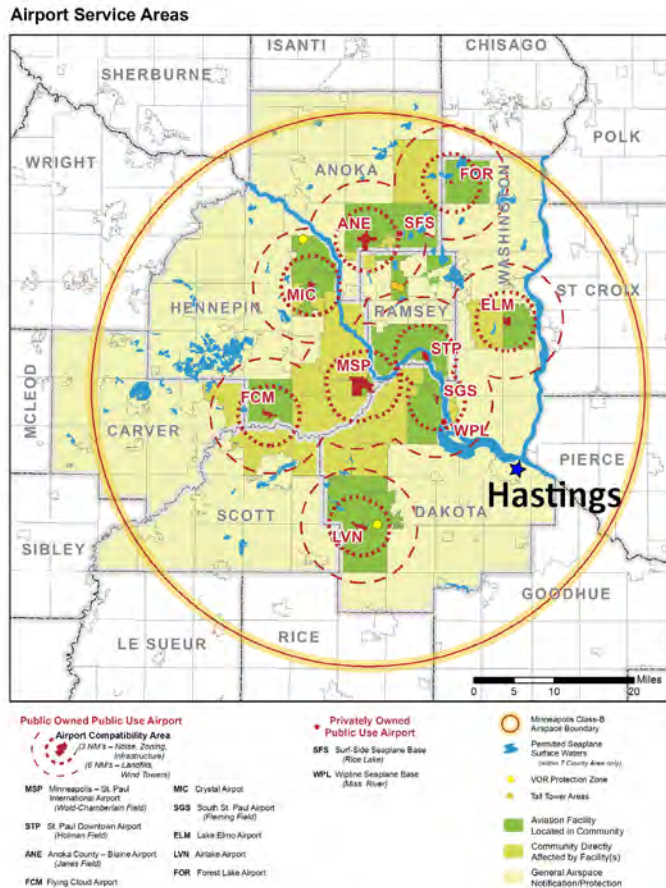 Airport Service Areas
ISANTI
CHISAGO
SHERBURNE
POLK
WRIGHT
ANOKA
FOR
WASHINGTON
ANE
SFS
ST CROIX
MIC
HENNEPIN
RAMSEY
ELM
STP
MSP
MCLEOD
FCM
SGS
CARVER
WPL
PIERCE
Hastings
SCOTT
DAKOTA
LVN
SIBLEY
GOODHUE
LE SUEUR
RICE
Miles
0 5 10 20
Public Owned Public Use Airport
Airport Compatibility Area
(3 NM's – Noise, Zoning,
Infrastructure)
(6 NM's – Landfills,
Wind Towers)
MSP Minneapolis – St. Paul
International Airport
(Wold-Chamberlain Field)
STP St. Paul Downtown Airport
(Holman Field)
ANE Anoka County – Blaine Airport
(Janes Field)
FCM Flying Cloud Airport
MIC Crystal Airport
SGS South St. Paul Airport
(Fleming Field)
ELM Lake Elmo Airport
LVN Airlake Airport
FOR Forest Lake Airport
Privately Owned
Public Use Airport
SFS Surf-Side Seaplane Base
(Rice Lake)
WPL Wipline Seaplane Base
(Miss. River)
Minneapolis Class-B
Airspace Boundary
Permitted Seaplane
Surface Waters
(within 7 County Area only)
VOR Protection Zone
Tall Tower Areas
Aviation Facility
Located in Community
Community Directly
Affected by Facility(s)
General Airspace
Notification/Protection